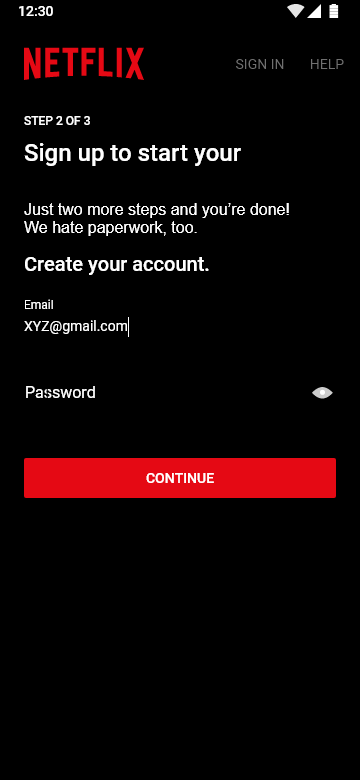 12:30
NETFLIX
SIGN IN
HELP
STEP 2 OF 3
Sign up to start your
Just two more steps and you’re done!
We hate paperwork, too.
Create your account.
Email
XYZ@gmail.com
Password
CONTINUE